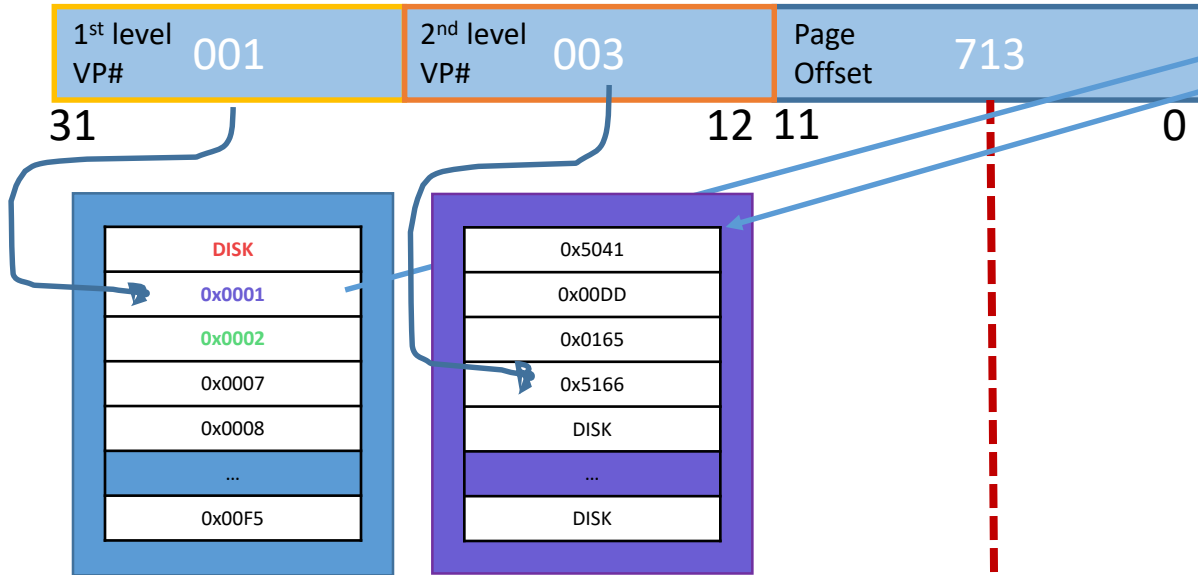 1st level
VP#
001
2nd level
VP#
003
Page
Offset
713
31
12
11
0
DISK
0x0001
0x0002
0x0007
0x0008
...
0x00F5
0x5041
0x00DD
0x0165
0x5166
DISK
...
DISK